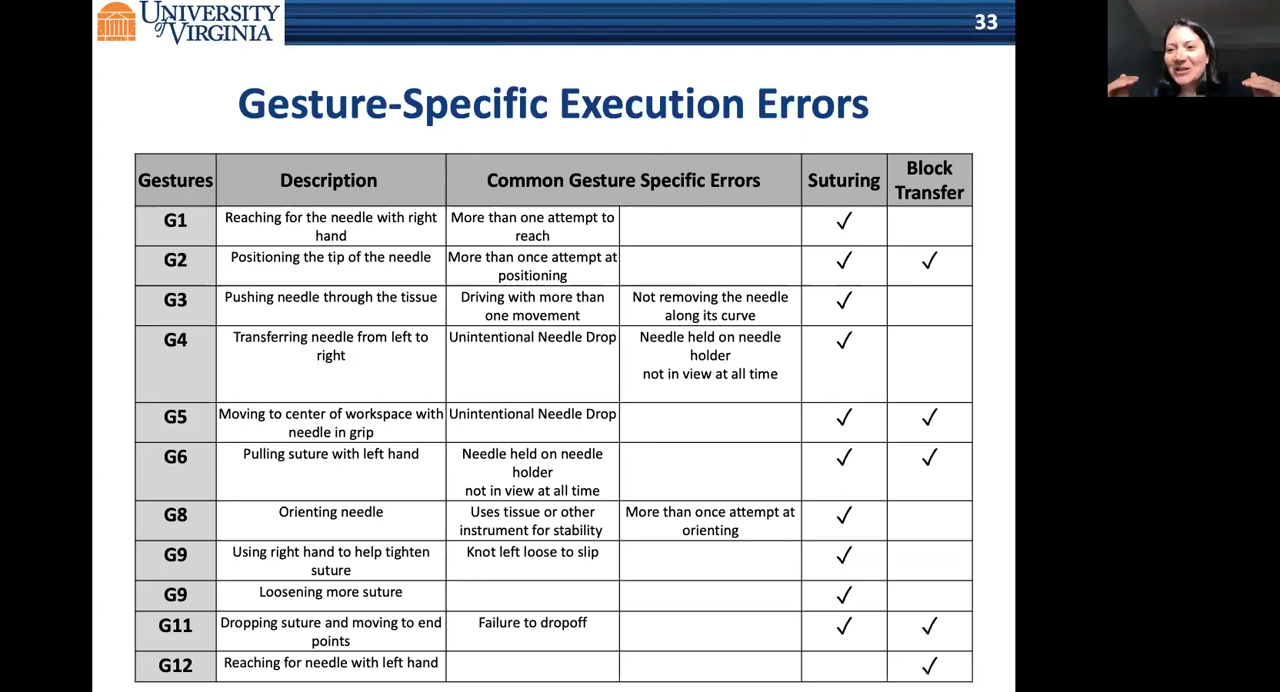 UNIVERSITY
of VIRGINIA
33
Gesture-Specific Execution Errors
Gestures Description Common Gesture Specific Errors Suturing Block
Transfer
G1 Reaching for the needle with right
hand More than one attempt to
reach ✓
G2 Positioning the tip of the needle More than once attempt at
positioning ✓ ✓
G3 Pushing needle through the tissue Driving with more than
one movement Not removing the needle
along its curve ✓
G4 Transferring needle from left to
right Unintentional Needle Drop Needle held on needle
holder
not in view at all time ✓
G5 Moving to center of workspace with
needle in grip Unintentional Needle Drop ✓ ✓
G6 Pulling suture with left hand Needle held on needle
holder
not in view at all time ✓ ✓
G8 Orienting needle Uses tissue or other
instrument for stability More than once attempt at
orienting ✓
G9 Using right hand to help tighten
suture Knot left loose to slip ✓
G9 Loosening more suture ✓
G11 Dropping suture and moving to end
points Failure to dropoff ✓ ✓
G12 Reaching for needle with left hand ✓